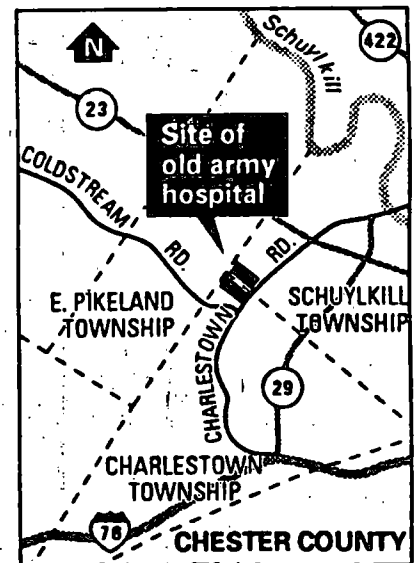 N
Schuylkill
422
23
Site of
old army
hospital
COLDSTREAM RD.
E. PIKELAND
TOWNSHIP
CHARLESTOWN RD.
SCHUYLKILL
TOWNSHIP
29
CHARLESTOWN
TOWNSHIP
76
CHESTER COUNTY